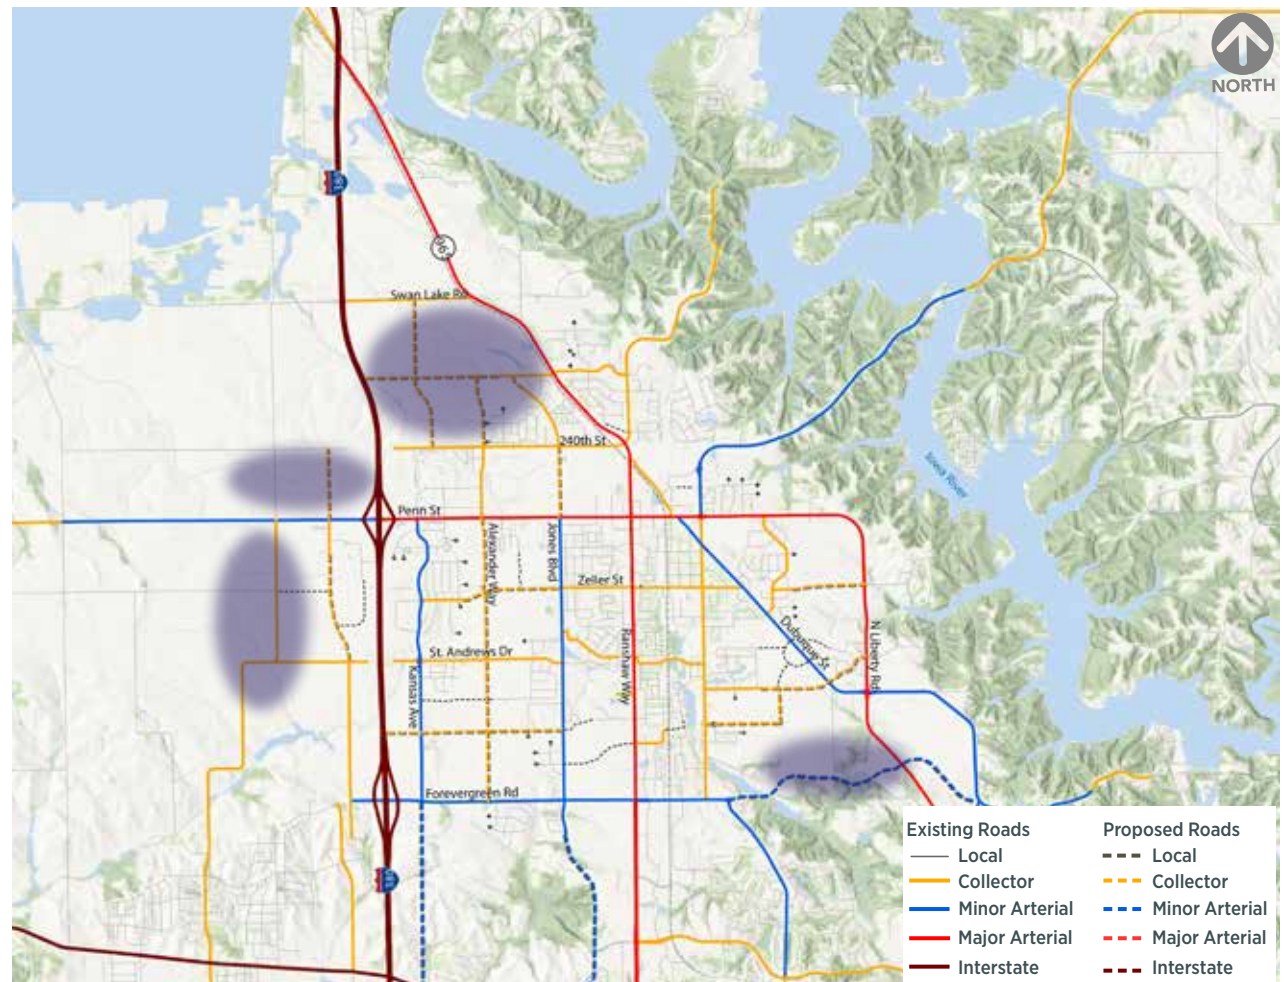 NORTH
965
Swan Lake Rd
240th St
Iowa River
Penn St
Alexander Way
Jones Blvd
Zeller St
Dubuque St
N Liberty Rd
Ranshaw Way
St. Andrews Dr
Kansas Ave
Forevergreen Rd
Existing Roads
Local
Collector
Minor Arterial
Major Arterial
Interstate
Proposed Roads
Local
Collector
Minor Arterial
Major Arterial
Interstate